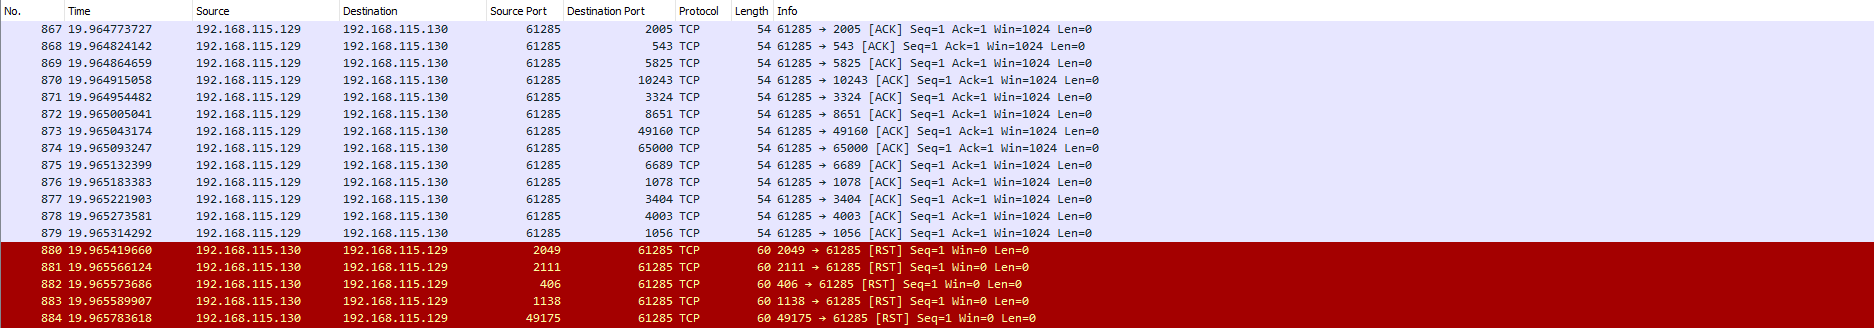 No. Time Source Destination Source Port Destination Port Protocol Length Info
867 19.964773727 192.168.115.129 192.168.115.130 61285 2005 TCP 54 61285 → 2005 [ACK] Seq=1 Ack=1 Win=1024 Len=0
868 19.964824142 192.168.115.129 192.168.115.130 61285 543 TCP 54 61285 → 543 [ACK] Seq=1 Ack=1 Win=1024 Len=0
869 19.964864659 192.168.115.129 192.168.115.130 61285 5825 TCP 54 61285 → 5825 [ACK] Seq=1 Ack=1 Win=1024 Len=0
870 19.964915058 192.168.115.129 192.168.115.130 61285 10243 TCP 54 61285 → 10243 [ACK] Seq=1 Ack=1 Win=1024 Len=0
871 19.964954482 192.168.115.129 192.168.115.130 61285 3324 TCP 54 61285 → 3324 [ACK] Seq=1 Ack=1 Win=1024 Len=0
872 19.965005041 192.168.115.129 192.168.115.130 61285 8651 TCP 54 61285 → 8651 [ACK] Seq=1 Ack=1 Win=1024 Len=0
873 19.965043174 192.168.115.129 192.168.115.130 61285 49160 TCP 54 61285 → 49160 [ACK] Seq=1 Ack=1 Win=1024 Len=0
874 19.965093247 192.168.115.129 192.168.115.130 61285 65000 TCP 54 61285 → 65000 [ACK] Seq=1 Ack=1 Win=1024 Len=0
875 19.965132399 192.168.115.129 192.168.115.130 61285 6689 TCP 54 61285 → 6689 [ACK] Seq=1 Ack=1 Win=1024 Len=0
876 19.965183383 192.168.115.129 192.168.115.130 61285 1078 TCP 54 61285 → 1078 [ACK] Seq=1 Ack=1 Win=1024 Len=0
877 19.965221903 192.168.115.129 192.168.115.130 61285 3404 TCP 54 61285 → 3404 [ACK] Seq=1 Ack=1 Win=1024 Len=0
878 19.965273581 192.168.115.129 192.168.115.130 61285 4003 TCP 54 61285 → 4003 [ACK] Seq=1 Ack=1 Win=1024 Len=0
879 19.965314292 192.168.115.129 192.168.115.130 61285 1056 TCP 54 61285 → 1056 [ACK] Seq=1 Ack=1 Win=1024 Len=0
880 19.965419660 192.168.115.130 192.168.115.129 2049 61285 TCP 60 2049 → 61285 [RST] Seq=1 Win=0 Len=0
881 19.965566124 192.168.115.130 192.168.115.129 2111 61285 TCP 60 2111 → 61285 [RST] Seq=1 Win=0 Len=0
882 19.965573686 192.168.115.130 192.168.115.129 406 61285 TCP 60 406 → 61285 [RST] Seq=1 Win=0 Len=0
883 19.965589907 192.168.115.130 192.168.115.129 1138 61285 TCP 60 1138 → 61285 [RST] Seq=1 Win=0 Len=0
884 19.965783618 192.168.115.130 192.168.115.129 49175 61285 TCP 60 49175 → 61285 [RST] Seq=1 Win=0 Len=0